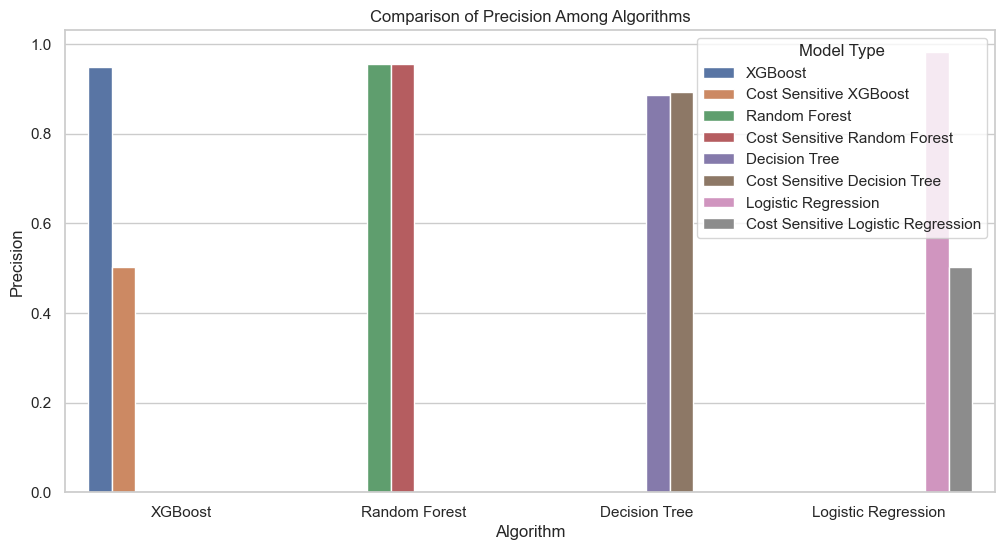 Comparison of Precision Among Algorithms
Model Type
XGBoost
Cost Sensitive XGBoost
Random Forest
Cost Sensitive Random Forest
Decision Tree
Cost Sensitive Decision Tree
Logistic Regression
Cost Sensitive Logistic Regression
Precision
1.0
0.8
0.6
0.4
0.2
0.0
XGBoost
Random Forest
Decision Tree
Logistic Regression
Algorithm